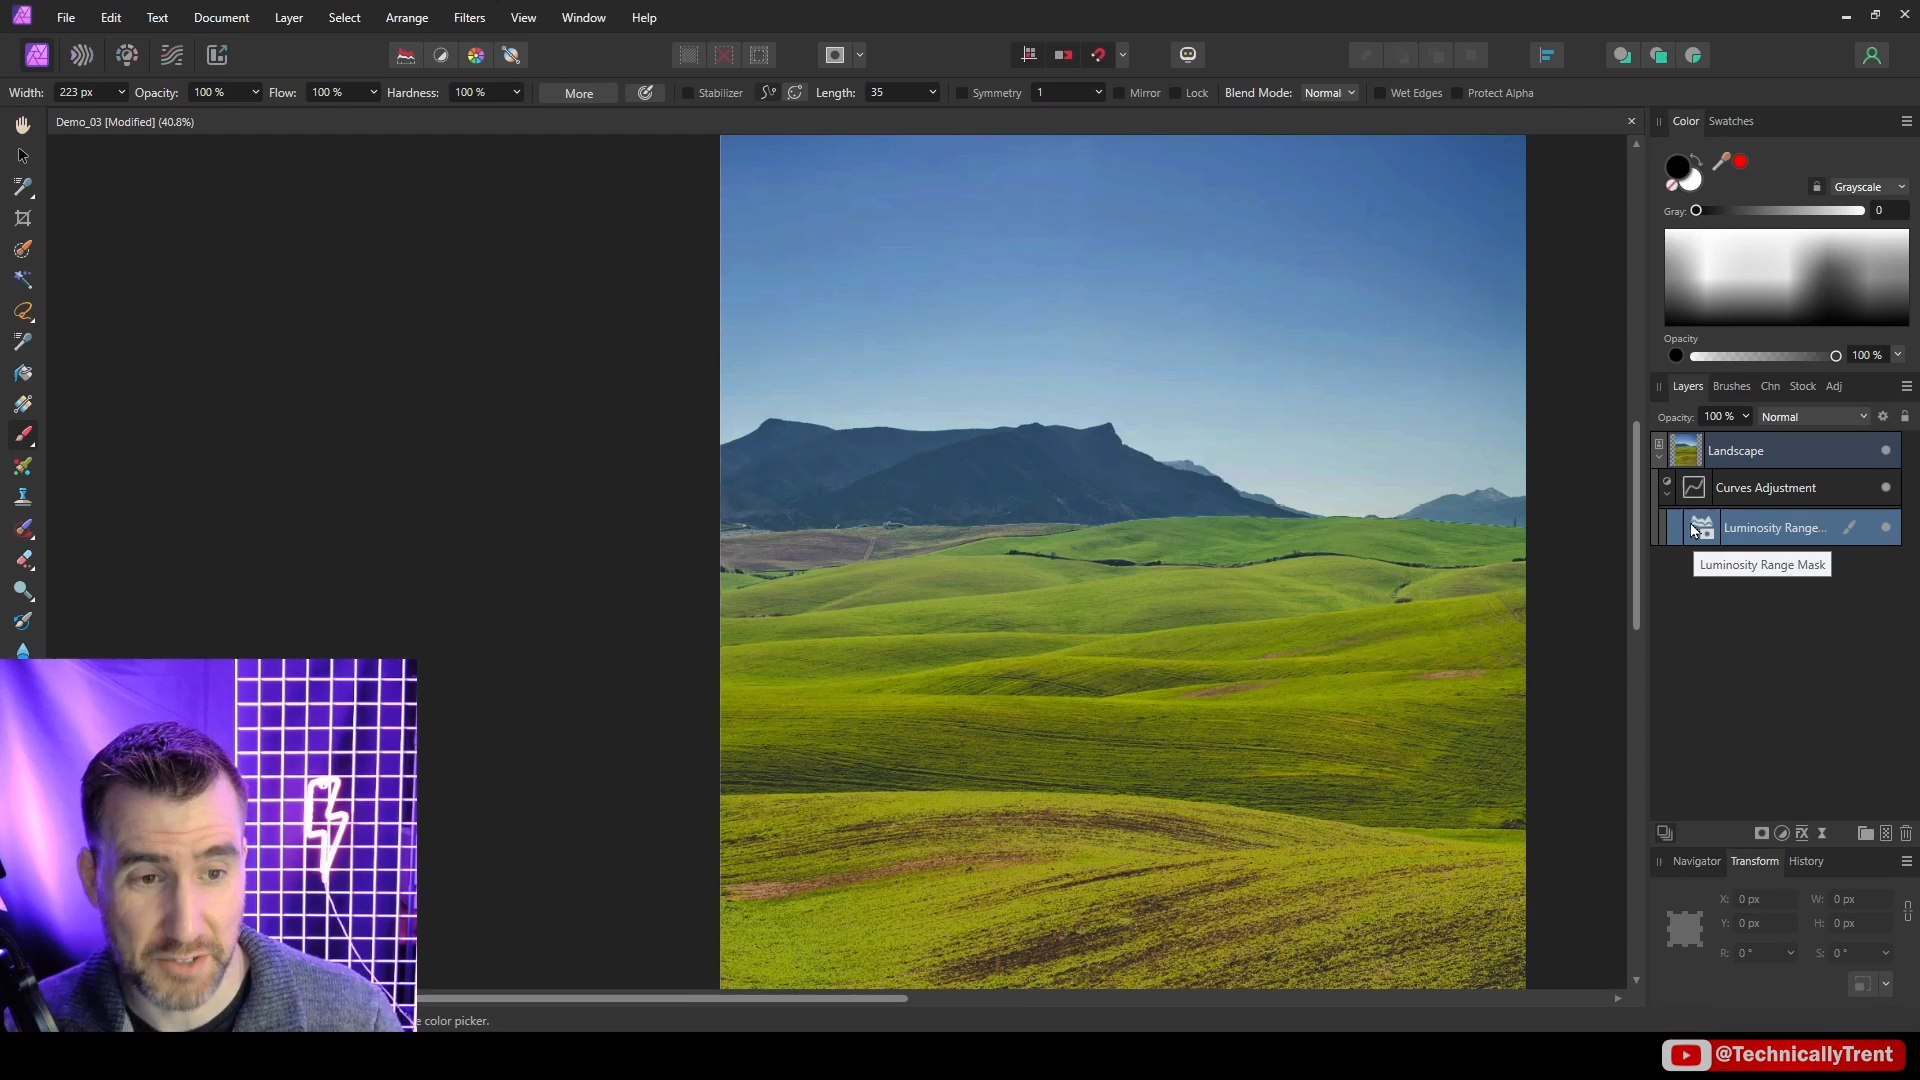 File Edit Text Document Layer Select Arrange Filters View Window Help
Width: 223 px Opacity: 100 % Flow: 100 % Hardness: 100 % More Stabilizer Length: 35 Symmetry 1 Mirror Lock Blend Mode: Normal Wet Edges Protect Alpha
Demo_03 [Modified] (40.8%)
Color Swatches
Grayscale
Gray: 0
Opacity
100 %
Layers Brushes Chn Stock Adj
Opacity: 100 % Normal
Landscape
Curves Adjustment
Luminosity Range...
Luminosity Range Mask
Navigator Transform History
X: 0 px W: 0 px
Y: 0 px H: 0 px
R: 0 ° S: 0 °
color picker.
@TechnicallyTrent